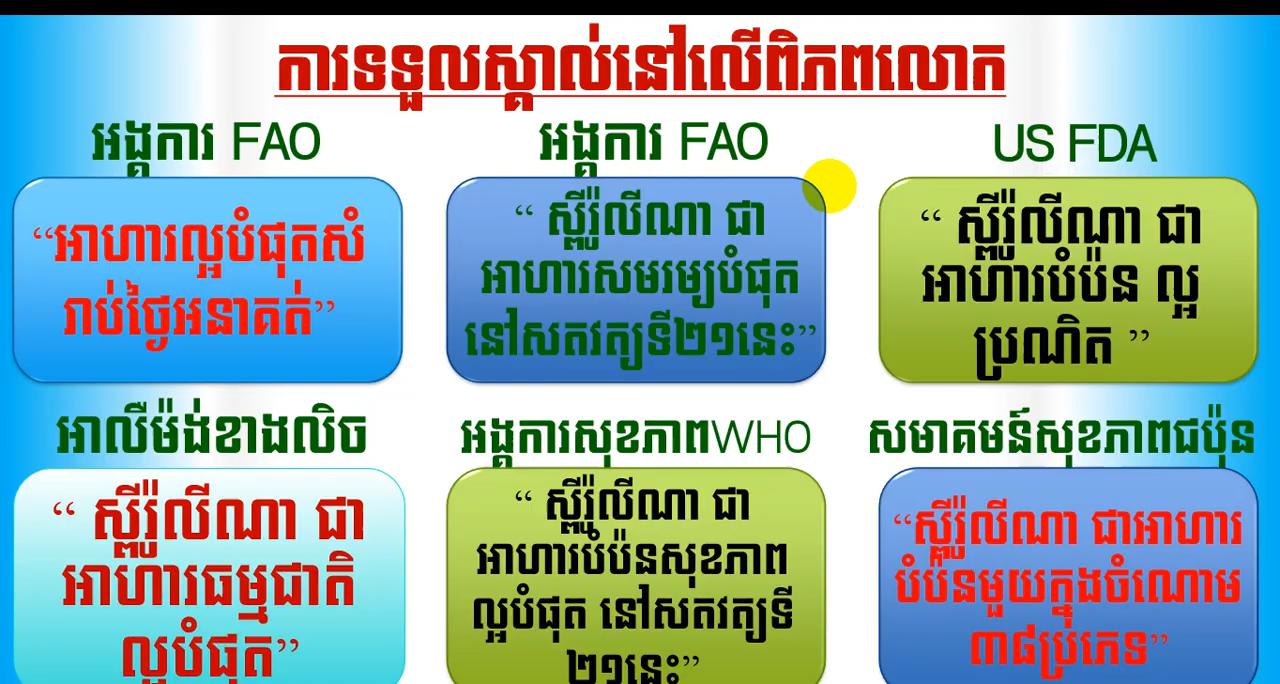 ការទទួលស្គាល់នៅលើពិភពលោក
អង្គការ FAO
“អាហារល្អបំផុតសំ
រាប់ថ្ងៃអនាគត់”
អង្គការ FAO
“ ស្ពីរ៉ូលីណា ជា
អាហារសមរម្យបំផុត
នៅសតវត្យទី២១នេះ”
US FDA
“ ស្ពីរ៉ូលីណា ជា
អាហារបំប៉ន ល្អ
ប្រណិត ”
អាលឺម៉ង់ខាងលិច
“ ស្ពីរ៉ូលីណា ជា
អាហារធម្មជាតិ
ល្អបំផុត”
អង្គការសុខភាពWHO
“ ស្ពីរ៉ូលីណា ជា
អាហារបំប៉នសុខភាព
ល្អបំផុត នៅសតវត្យទី
២១នេះ”
សមាគមន៍សុខភាពជប៉ុន
“ស្ពីរ៉ូលីណា ជាអាហារ
បំប៉នមួយក្នុងចំណោម
៣៨ប្រភេទ”